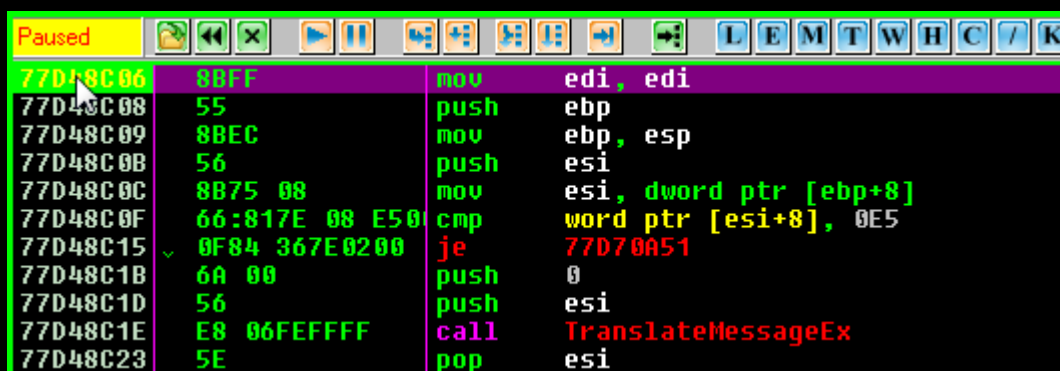 Paused L E M T W H C / K
77D48C06 8BFF mov edi, edi
77D48C08 55 push ebp
77D48C09 8BEC mov ebp, esp
77D48C0B 56 push esi
77D48C0C 8B75 08 mov esi, dword ptr [ebp+8]
77D48C0F 66:817E 08 E50 cmp word ptr [esi+8], 0E5
77D48C15 0F84 367E0200 je 77D70A51
77D48C1B 6A 00 push 0
77D48C1D 56 push esi
77D48C1E E8 06FEFFFF call TranslateMessageEx
77D48C23 5E pop esi